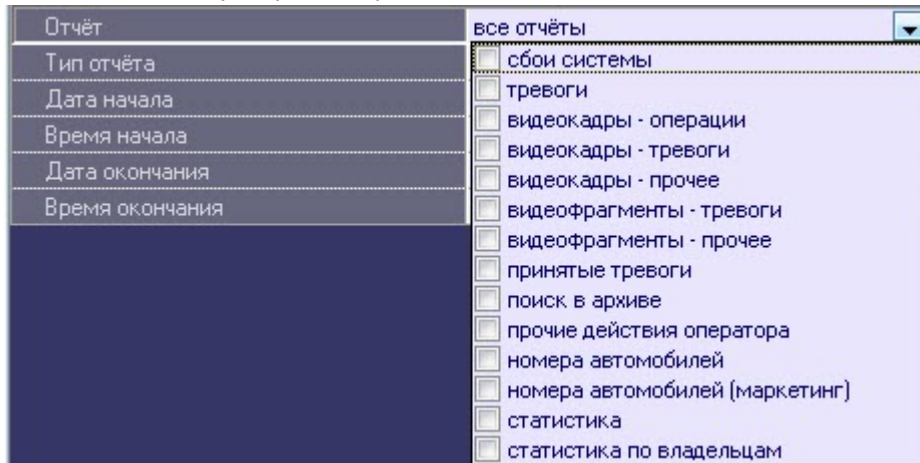 Отчёт все отчёты
Тип отчёта сбои системы
Дата начала тревоги
Время начала видеокадры - операции
Дата окончания видеокадры - тревоги
Время окончания видеокадры - прочее
видеофрагменты - тревоги
видеофрагменты - прочее
принятые тревоги
поиск в архиве
прочие действия оператора
номера автомобилей
номера автомобилей (маркетинг)
статистика
статистика по владельцам